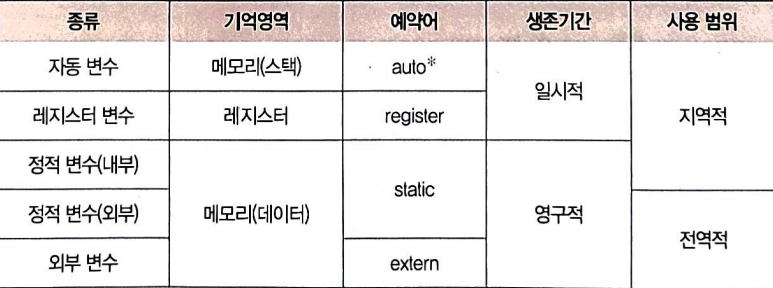 종류 기억영역 예약어 생존기간 사용 범위
자동 변수 메모리(스택) auto* 일시적 지역적
레지스터 변수 레지스터 register
정적 변수(내부) 메모리(데이터) static 영구적
정적 변수(외부) 전역적
외부 변수 extern